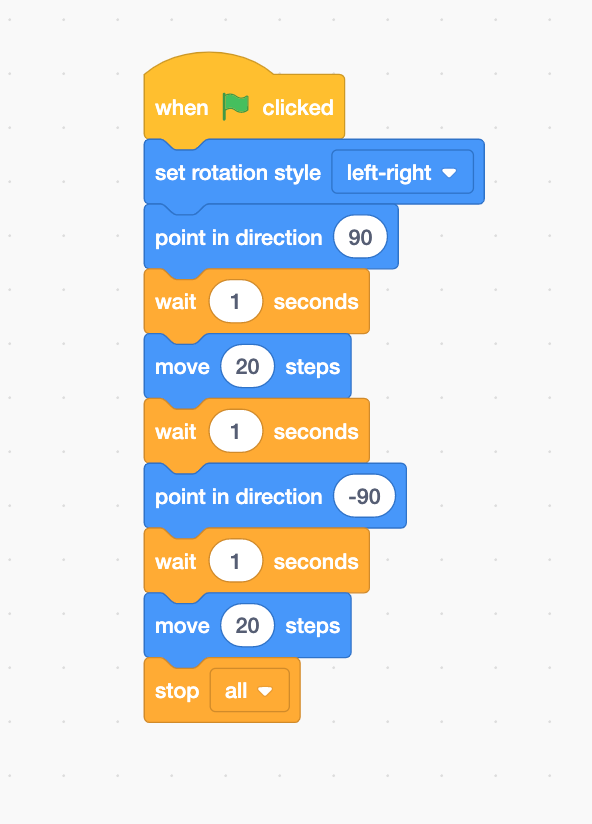 when clicked
set rotation style left-right
point in direction 90
wait 1 seconds
move 20 steps
wait 1 seconds
point in direction -90
wait 1 seconds
move 20 steps
stop all